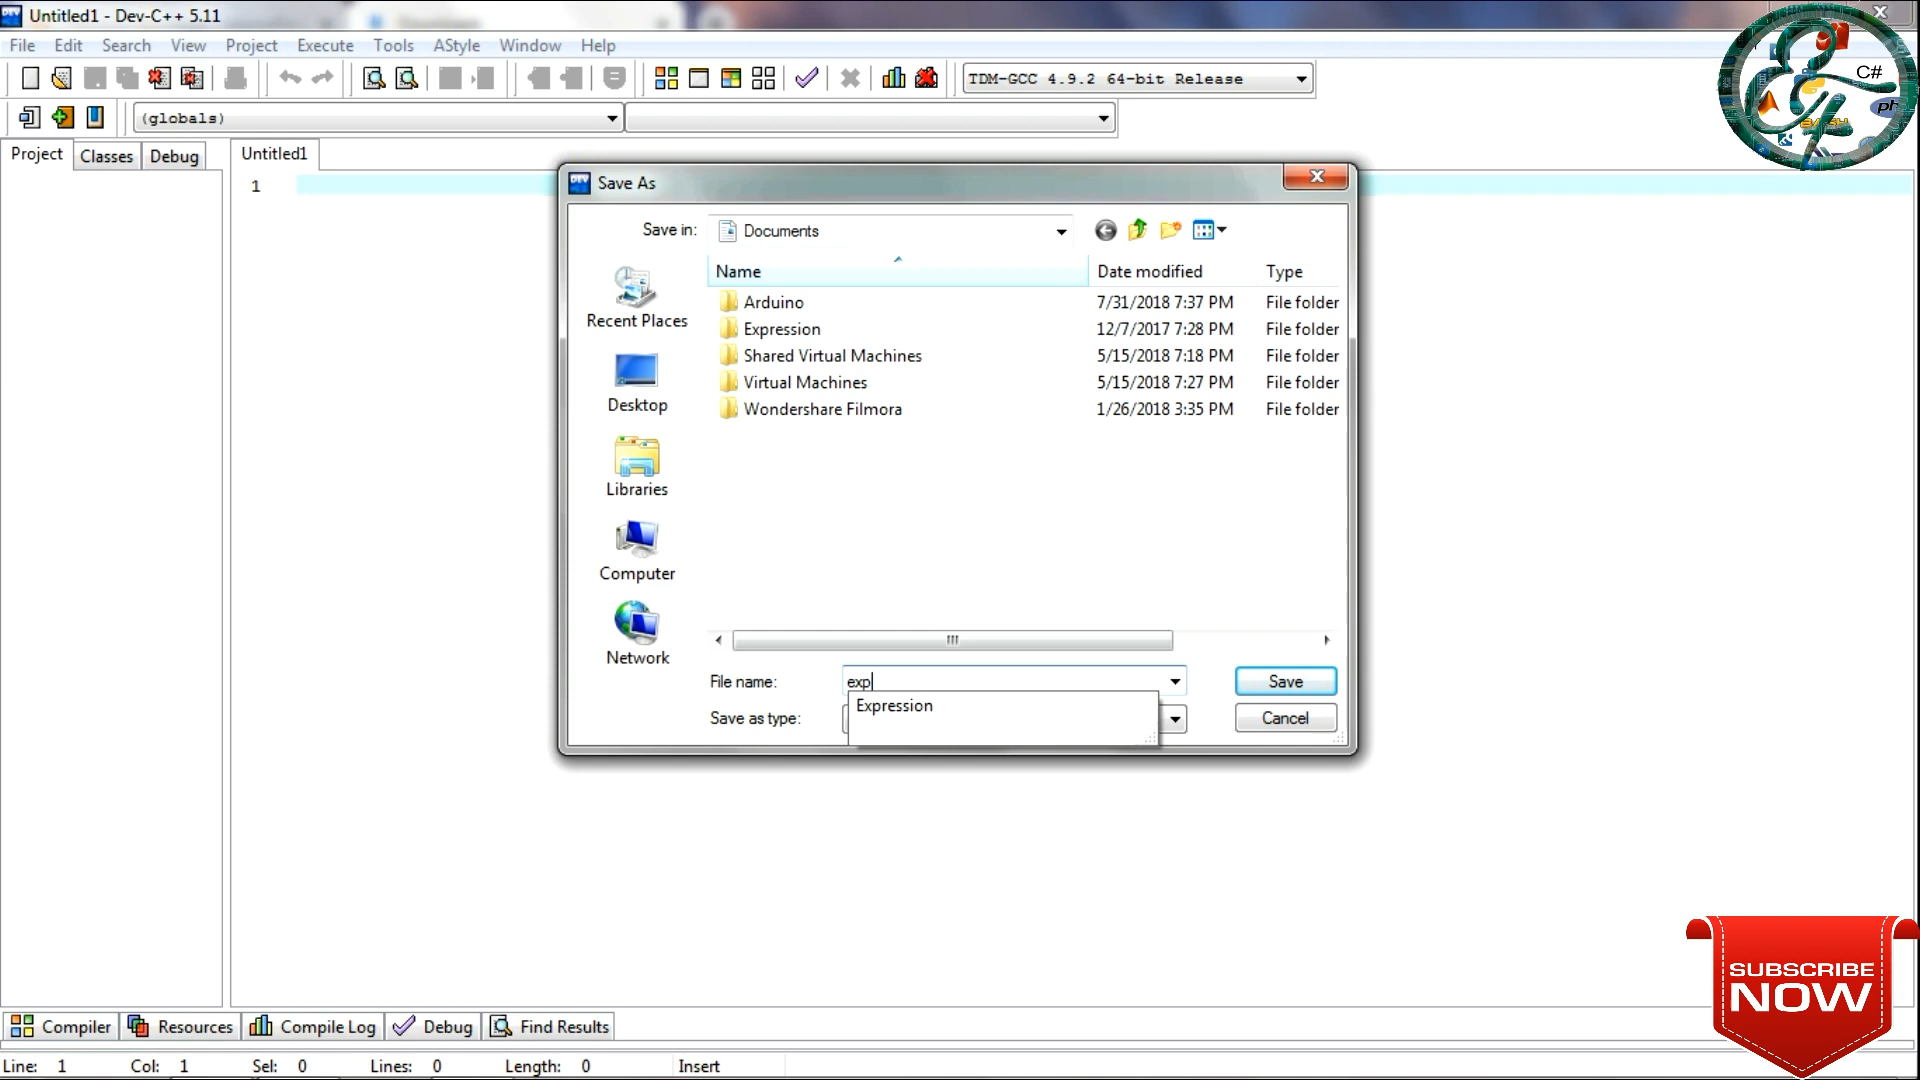 Untitled1 - Dev-C++ 5.11
File Edit Search View Project Execute Tools AStyle Window Help
TDM-GCC 4.9.2 64-bit Release
(globals)
Project Classes Debug Untitled1
1
Save As
Save in: Documents
Name Date modified Type
Arduino 7/31/2018 7:37 PM File folder
Expression 12/7/2017 7:28 PM File folder
Shared Virtual Machines 5/15/2018 7:18 PM File folder
Virtual Machines 5/15/2018 7:27 PM File folder
Wondershare Filmora 1/26/2018 3:35 PM File folder
Recent Places
Desktop
Libraries
Computer
Network
File name: exp Save
Expression
Save as type: Cancel
C#
php
BASH
SUBSCRIBE
NOW
Compiler Resources Compile Log Debug Find Results
Line: 1 Col: 1 Sel: 0 Lines: 0 Length: 0 Insert